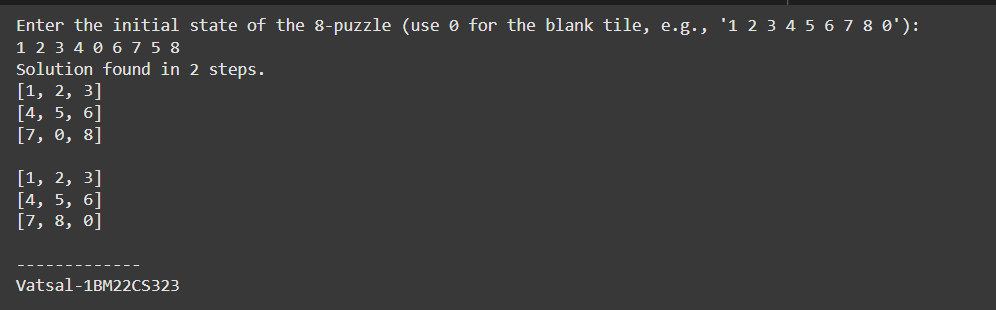 Enter the initial state of the 8-puzzle (use 0 for the blank tile, e.g., '1 2 3 4 5 6 7 8 0'):
1 2 3 4 0 6 7 5 8
Solution found in 2 steps.
[1, 2, 3]
[4, 5, 6]
[7, 0, 8]
[1, 2, 3]
[4, 5, 6]
[7, 8, 0]
-------------
Vatsal-1BM22CS323